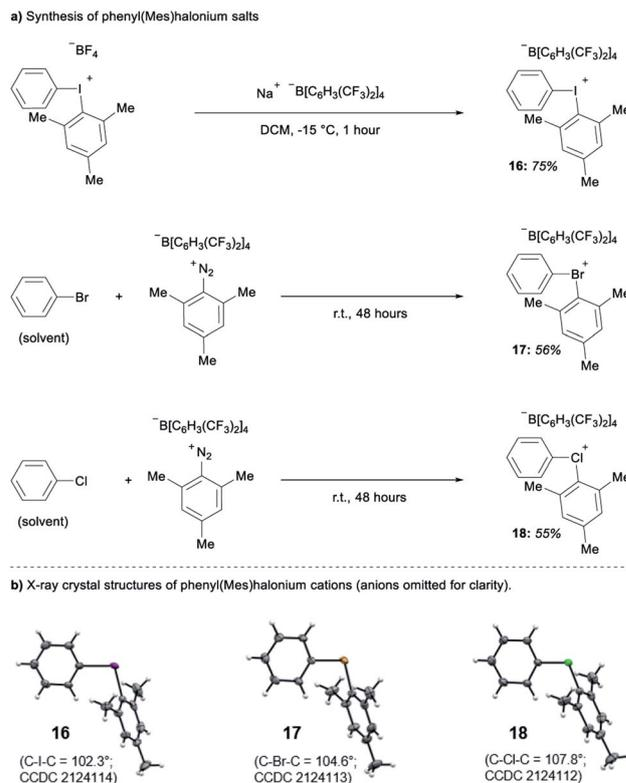 a) Synthesis of phenyl(Mes)halonium salts
⁻BF₄
I
+
Me
Me
Me
Na⁺ ⁻B[C₆H₃(CF₃)₂]₄
DCM, -15 °C, 1 hour
⁻B[C₆H₃(CF₃)₂]₄
I
+
Me
Me
Me
16: 75%
Br
(solvent)
+
⁻B[C₆H₃(CF₃)₂]₄
⁺N₂
Me
Me
Me
r.t., 48 hours
⁻B[C₆H₃(CF₃)₂]₄
Br
+
Me
Me
Me
17: 56%
Cl
(solvent)
+
⁻B[C₆H₃(CF₃)₂]₄
⁺N₂
Me
Me
Me
r.t., 48 hours
⁻B[C₆H₃(CF₃)₂]₄
Cl
+
Me
Me
Me
18: 55%
b) X-ray crystal structures of phenyl(Mes)halonium cations (anions omitted for clarity).
16
(C-I-C = 102.3°;
CCDC 2124114)
17
(C-Br-C = 104.6°;
CCDC 2124113)
18
(C-Cl-C = 107.8°;
CCDC 2124112)